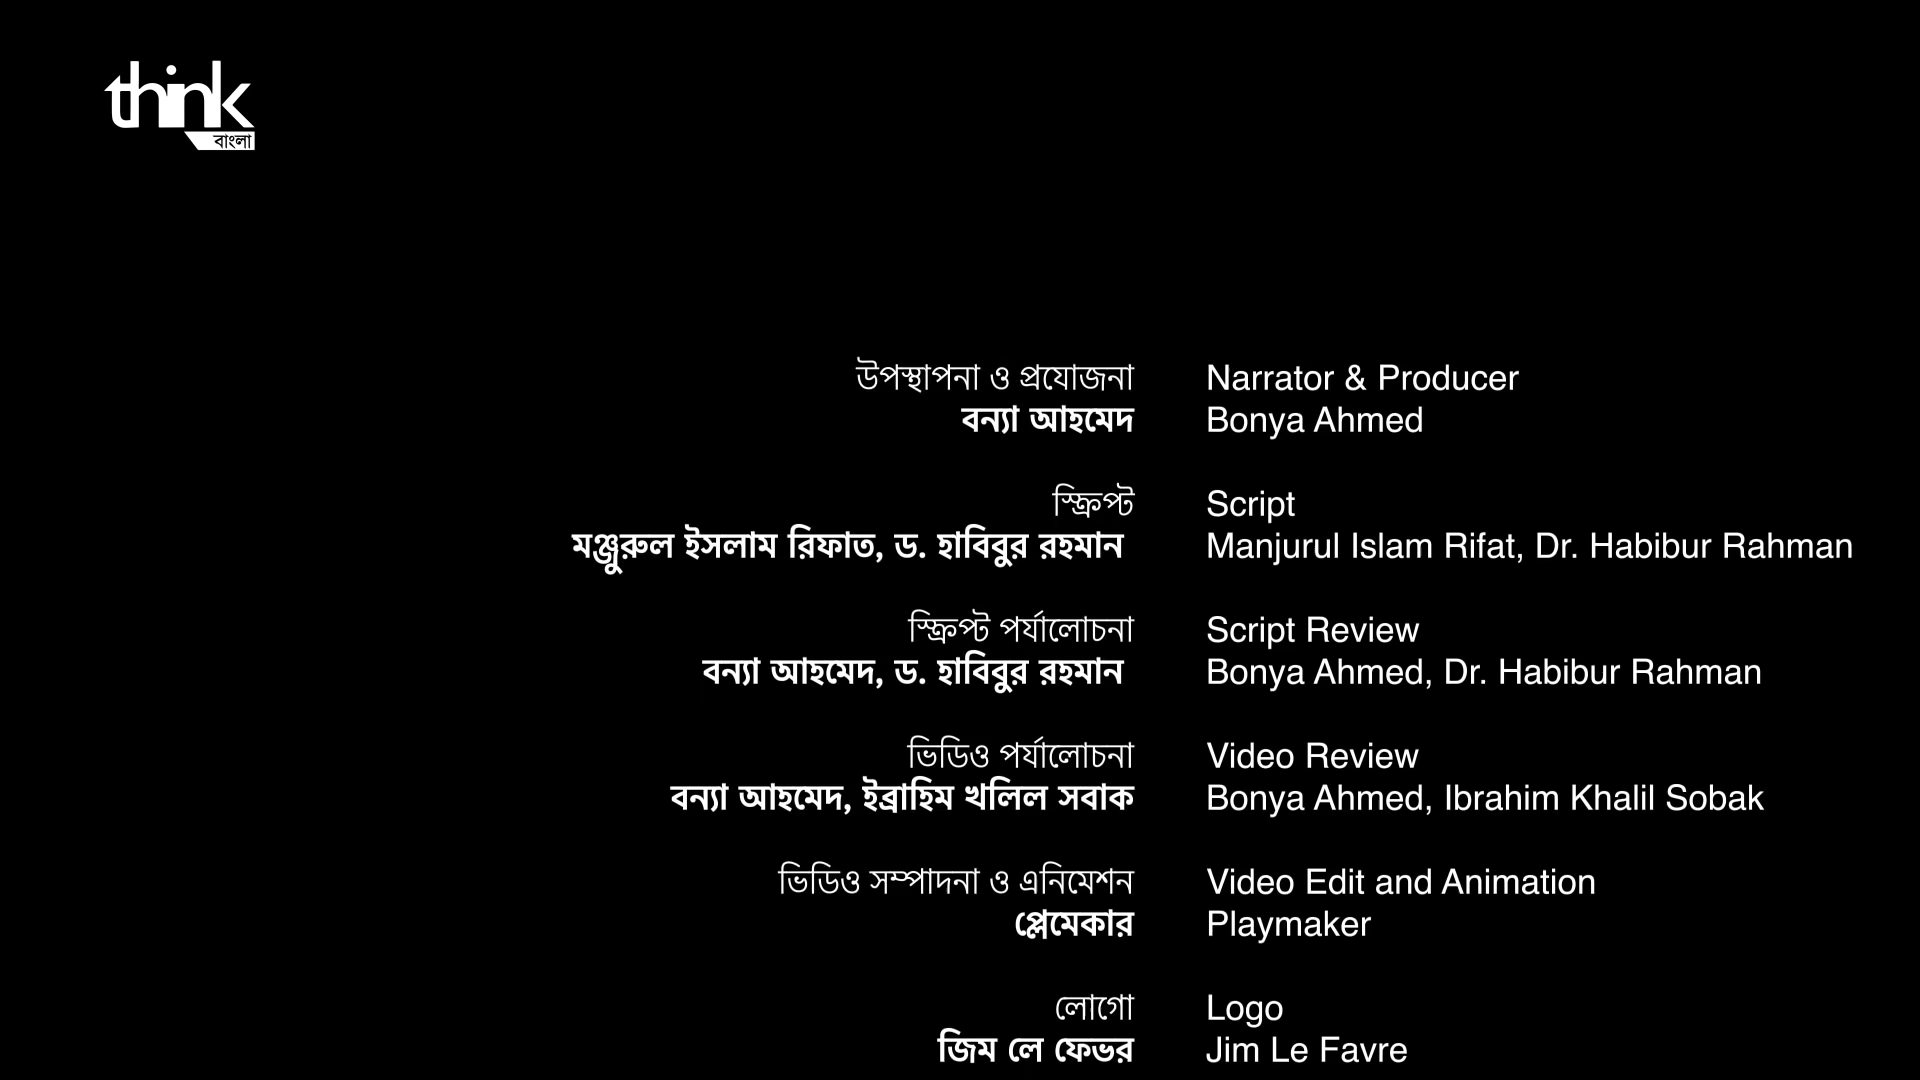 think
বাংলা
উপস্থাপনা ও প্রযোজনা
বন্যা আহমেদ
স্ক্রিপ্ট
মঞ্জুরুল ইসলাম রিফাত, ড. হাবিবুর রহমান
স্ক্রিপ্ট পর্যালোচনা
বন্যা আহমেদ, ড. হাবিবুর রহমান
ভিডিও পর্যালোচনা
বন্যা আহমেদ, ইব্রাহিম খলিল সবাক
ভিডিও সম্পাদনা ও এনিমেশন
প্লেমেকার
লোগো
জিম লে ফেভর
Narrator & Producer
Bonya Ahmed
Script
Manjurul Islam Rifat, Dr. Habibur Rahman
Script Review
Bonya Ahmed, Dr. Habibur Rahman
Video Review
Bonya Ahmed, Ibrahim Khalil Sobak
Video Edit and Animation
Playmaker
Logo
Jim Le Favre